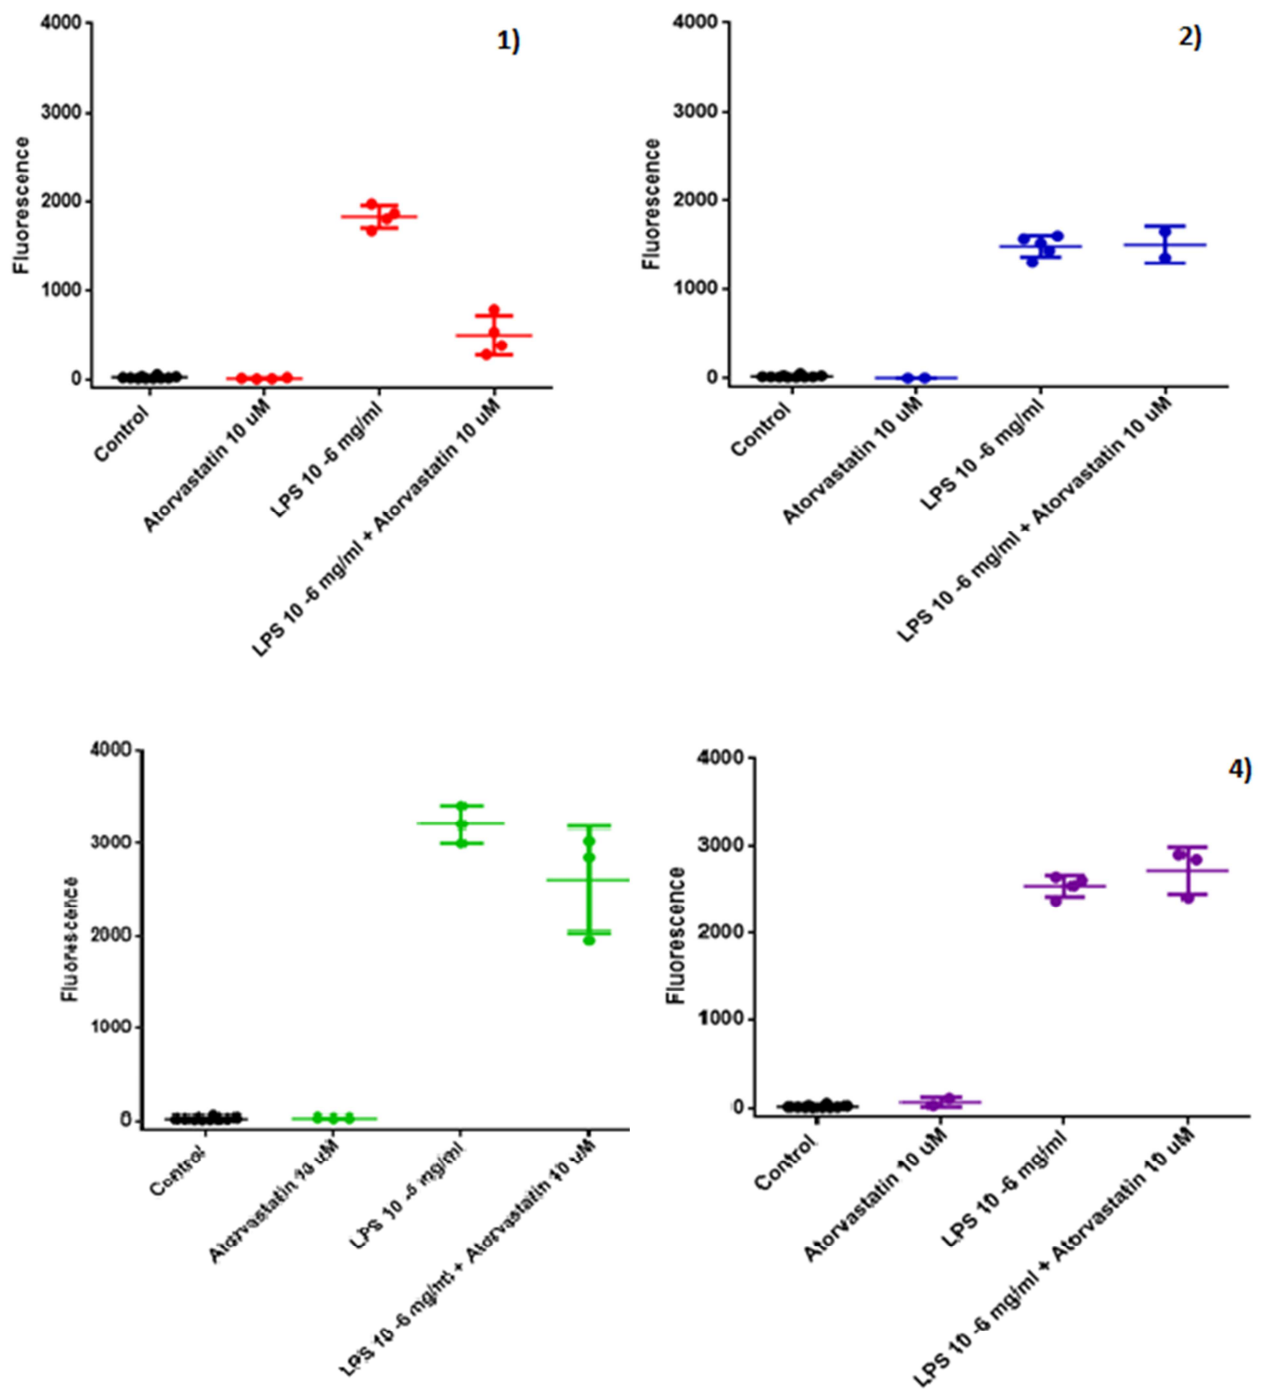 1)
4000
3000
2000
1000
0
Fluorescence
Control
Atorvastatin 10 uM
LPS 10 -6 mg/ml
LPS 10 -6 mg/ml + Atorvastatin 10 uM
2)
4000
3000
2000
1000
0
Fluorescence
Control
Atorvastatin 10 uM
LPS 10 -6 mg/ml
LPS 10 -6 mg/ml + Atorvastatin 10 uM
4000
3000
2000
1000
0
Fluorescence
Control
Atorvastatin 10 uM
LPS 10 -6 mg/ml
LPS 10 -6 mg/ml + Atorvastatin 10 uM
4)
4000
3000
2000
1000
0
Fluorescence
Control
Atorvastatin 10 uM
LPS 10 -6 mg/ml
LPS 10 -6 mg/ml + Atorvastatin 10 uM